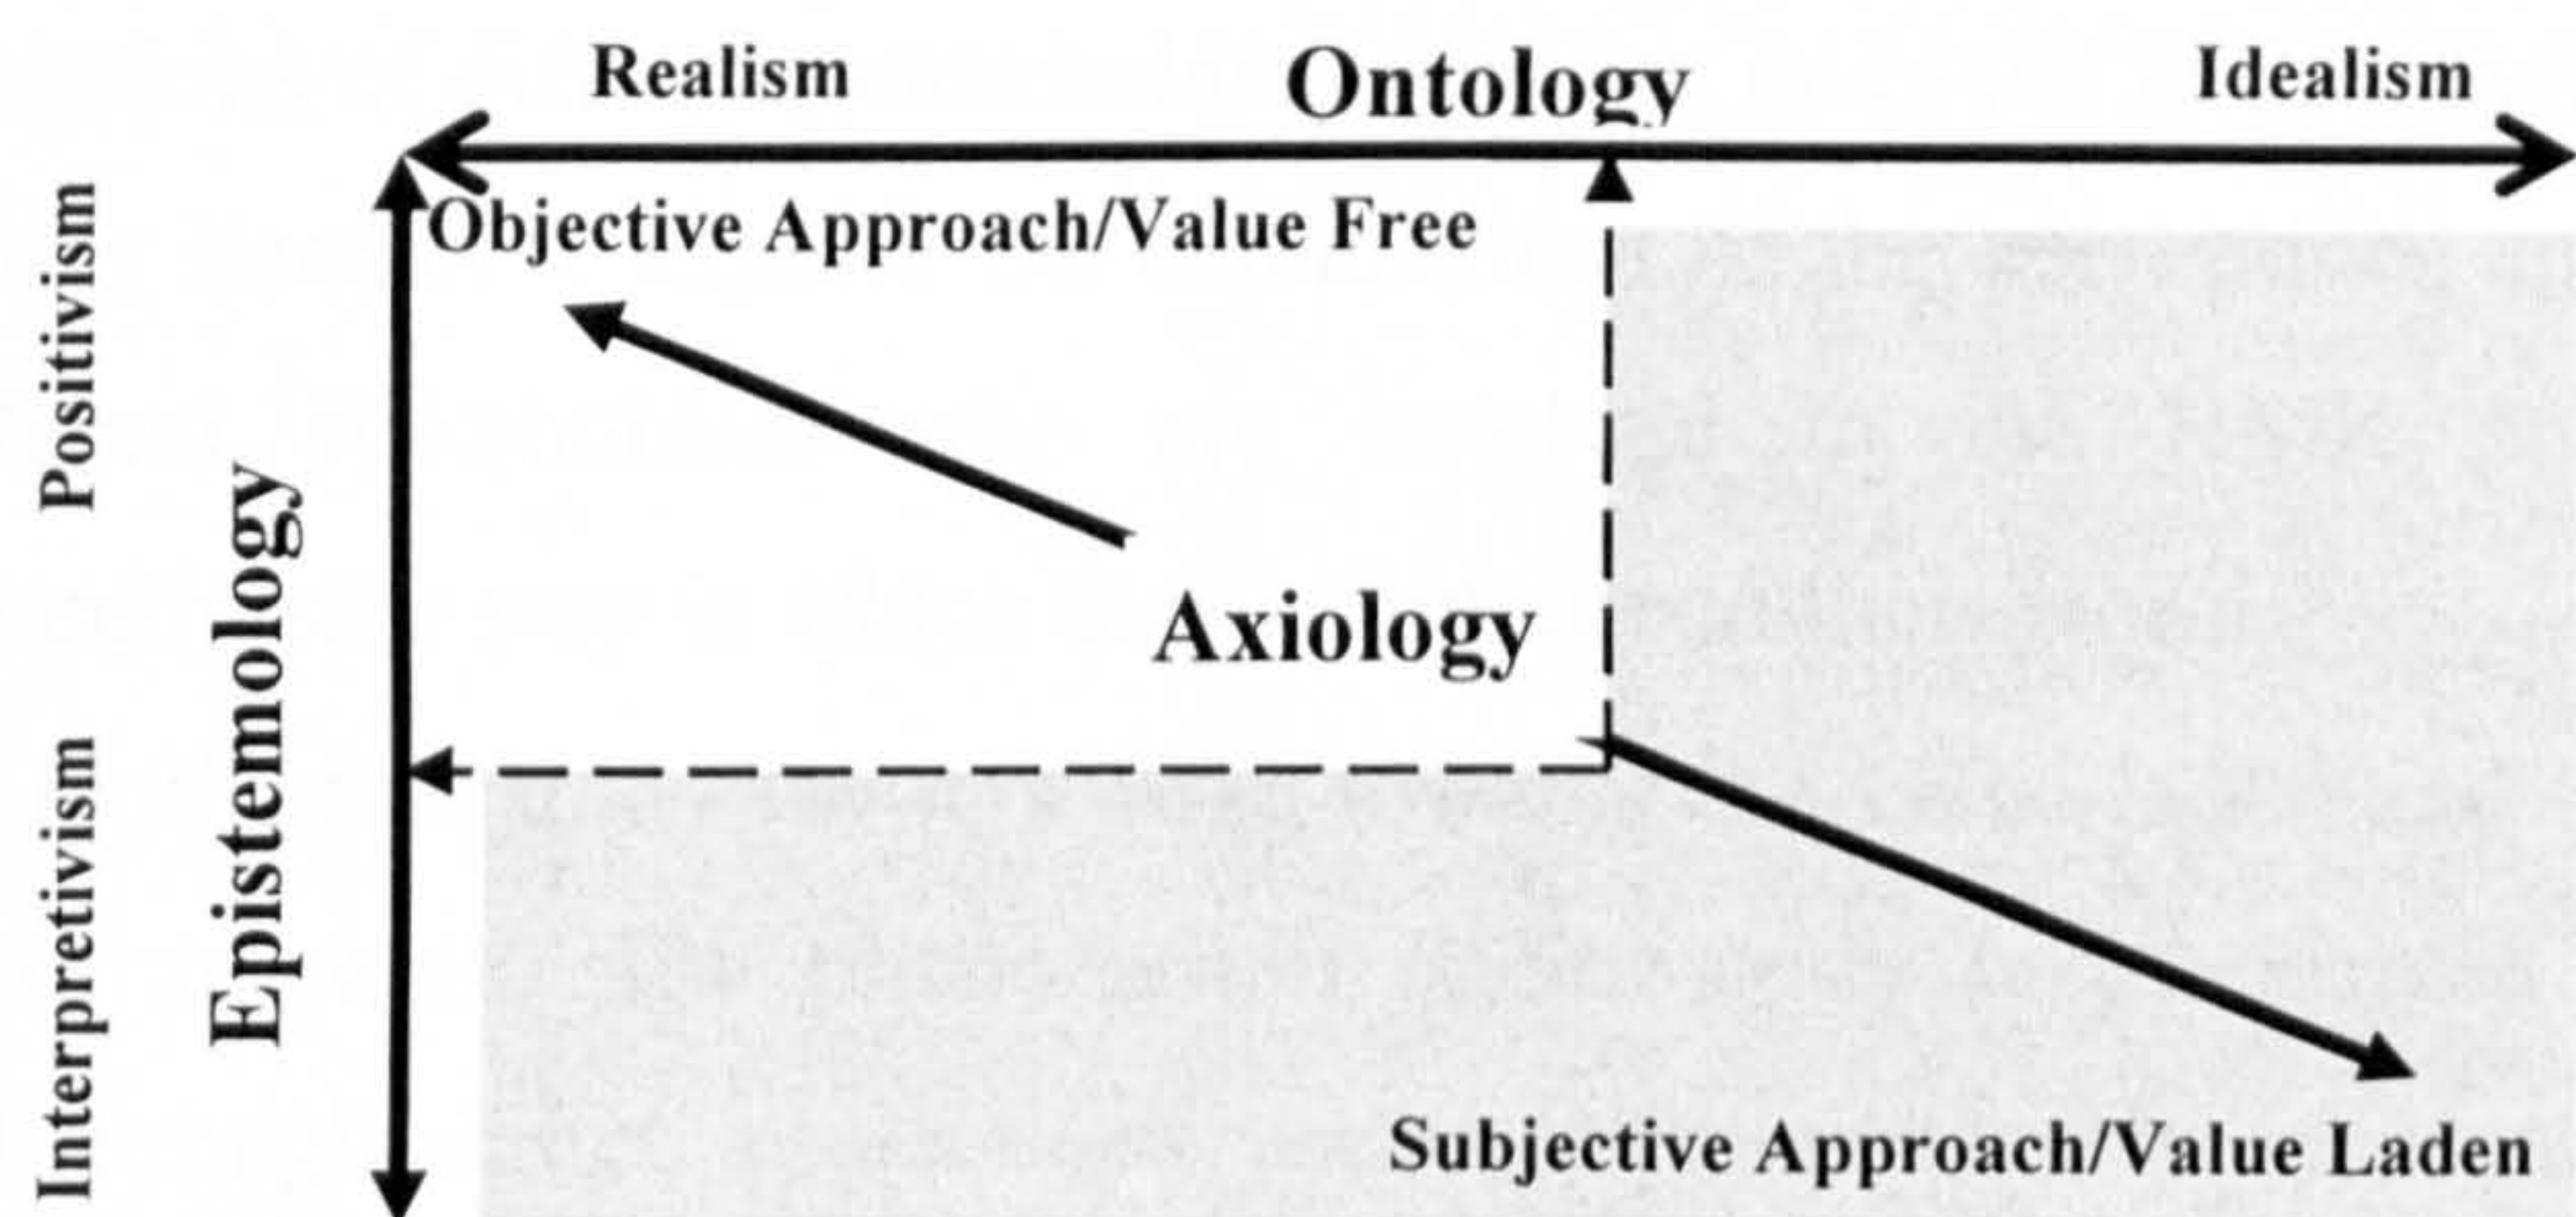 Realism
Ontology
Idealism
Objective Approach/Value Free
Positivism
Epistemology
Interpretivism
Axiology
Subjective Approach/Value Laden